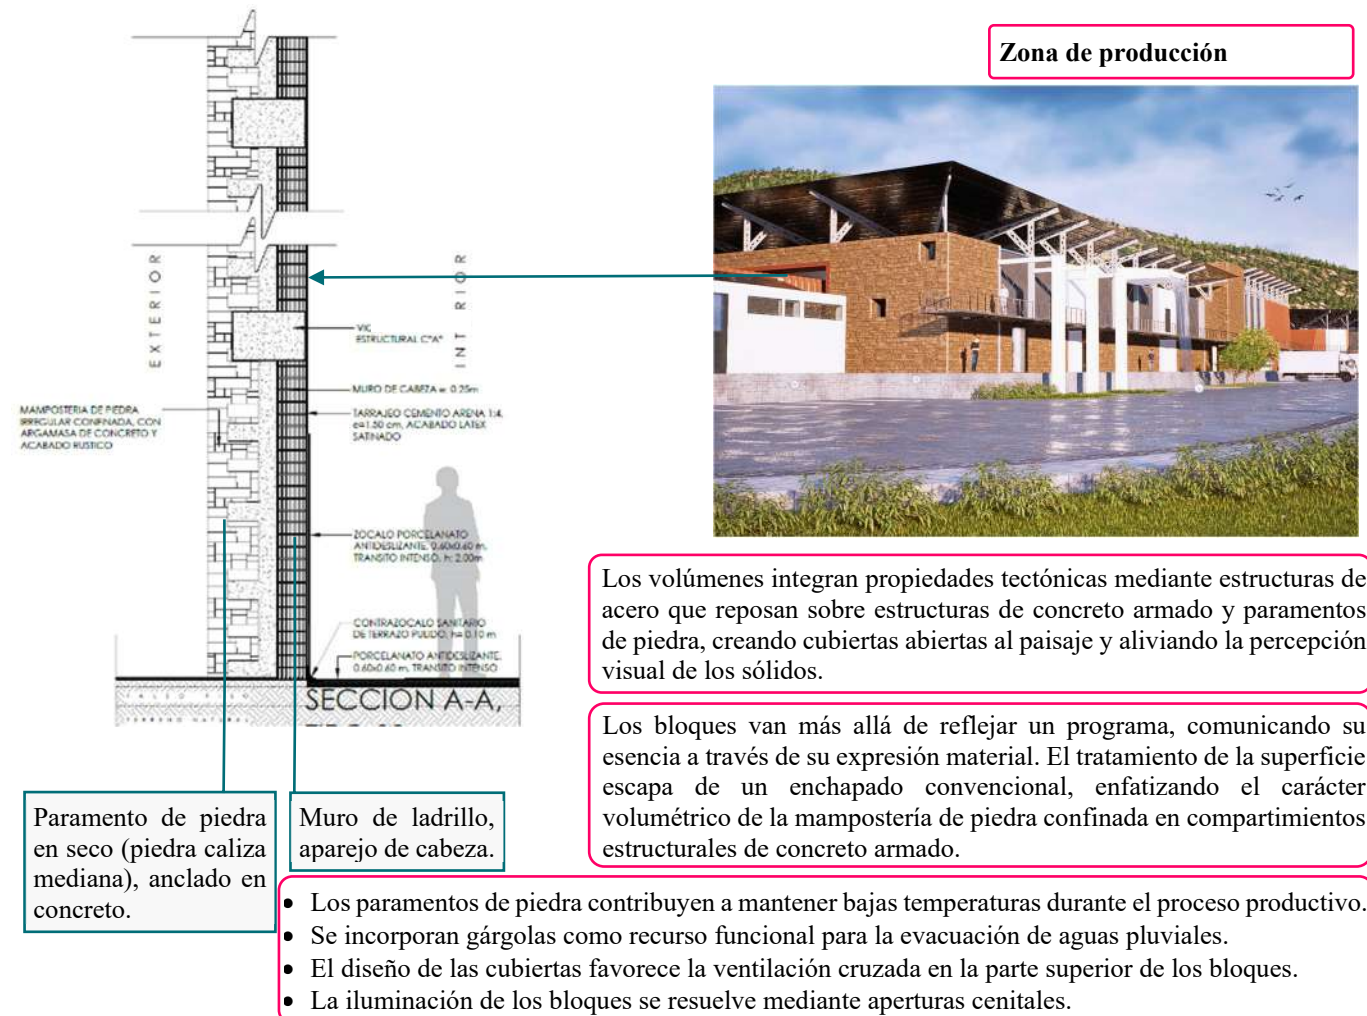 Zona de producción
EXTERIOR
INT RIOR
ESTRUCTURAL C"A"
MURO DE CABEZA e: 0.25m
TARRAJEO CEMENTO ARENA 1:4,
e=1.50 cm, ACABADO LATEX
SATINADO
MAMPOSTERIA DE PIEDRA
IRREGULAR CONFINADA, CON
ARGAMASA DE CONCRETO Y
ACABADO RUSTICO
ZOCALO PORCELANATO
ANTIDESLIZANTE, 0.60x0.60 m,
TRANSITO INTENSO, h: 2.00m
CONTRAZOCALO SANITARIO
DE TERRAZO PULIDO, h= 0.10 m
PORCELANATO ANTIDESLIZANTE,
0.60x0.60 m, TRANSITO INTENSO
FALSO PISO
TERRENO NATURAL
SECCION A-A,
Paramento de piedra
en seco (piedra caliza
mediana), anclado en
concreto.
Muro de ladrillo,
aparejo de cabeza.
Los volúmenes integran propiedades tectónicas mediante estructuras de
acero que reposan sobre estructuras de concreto armado y paramentos
de piedra, creando cubiertas abiertas al paisaje y aliviando la percepción
visual de los sólidos.
Los bloques van más allá de reflejar un programa, comunicando su
esencia a través de su expresión material. El tratamiento de la superficie
escapa de un enchapado convencional, enfatizando el carácter
volumétrico de la mampostería de piedra confinada en compartimientos
estructurales de concreto armado.
• Los paramentos de piedra contribuyen a mantener bajas temperaturas durante el proceso productivo.
• Se incorporan gárgolas como recurso funcional para la evacuación de aguas pluviales.
• El diseño de las cubiertas favorece la ventilación cruzada en la parte superior de los bloques.
• La iluminación de los bloques se resuelve mediante aperturas cenitales.